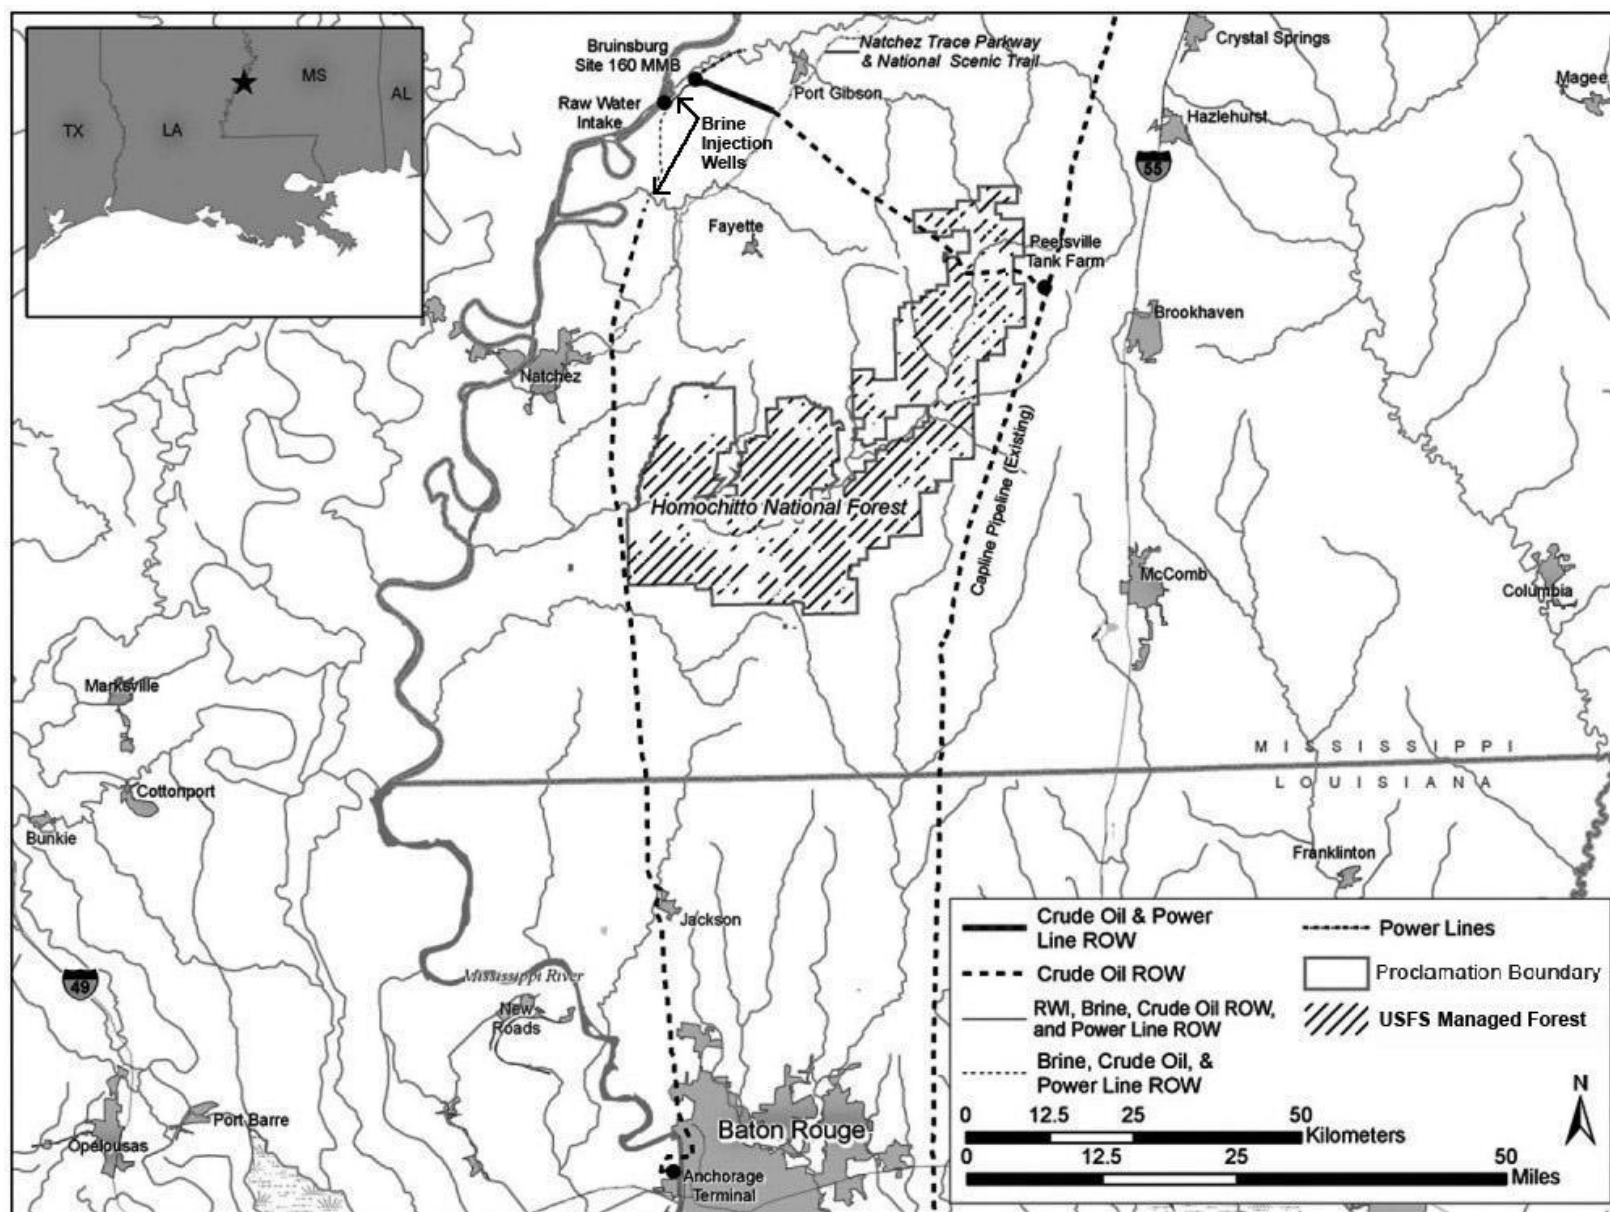 TX
LA
MS
AL
Bruinsburg
Site 160 MMB
Raw Water
Intake
Brine
Injection
Wells
Natchez Trace Parkway
& National Scenic Trail
Port Gibson
Crystal Springs
Magee
Hazlehurst
55
Fayette
Peetsville
Tank Farm
Brookhaven
Natchez
Homochitto National Forest
Capline Pipeline (Existing)
McComb
Columbia
Marksville
MISSISSIPPI
LOUISIANA
Cottonport
Bunkie
Franklinton
Jackson
Mississippi River
49
New
Roads
Port Barre
Opelousas
Baton Rouge
Anchorage
Terminal
Crude Oil & Power
Line ROW
Crude Oil ROW
RWI, Brine, Crude Oil ROW,
and Power Line ROW
Brine, Crude Oil, &
Power Line ROW
Power Lines
Proclamation Boundary
USFS Managed Forest
N
0 12.5 25 50
Kilometers
0 12.5 25 50
Miles